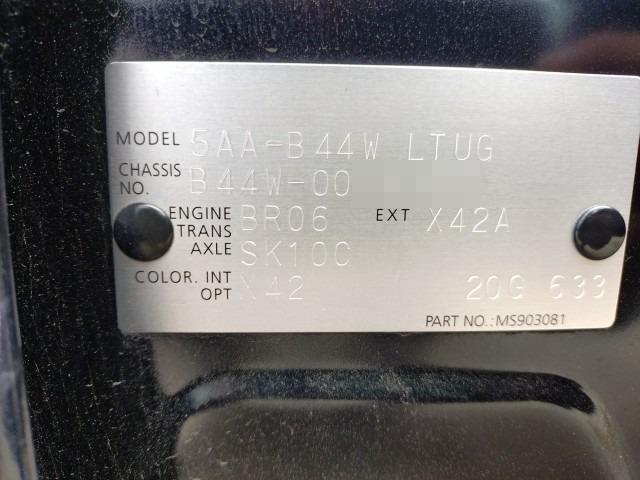 MODEL 5AA-B44W LTUG
CHASSIS NO. B44W-00
ENGINE BR06 EXT X42A
TRANS AXLE SK10C
COLOR. INT X42
OPT 20G 633
PART NO.:MS903081